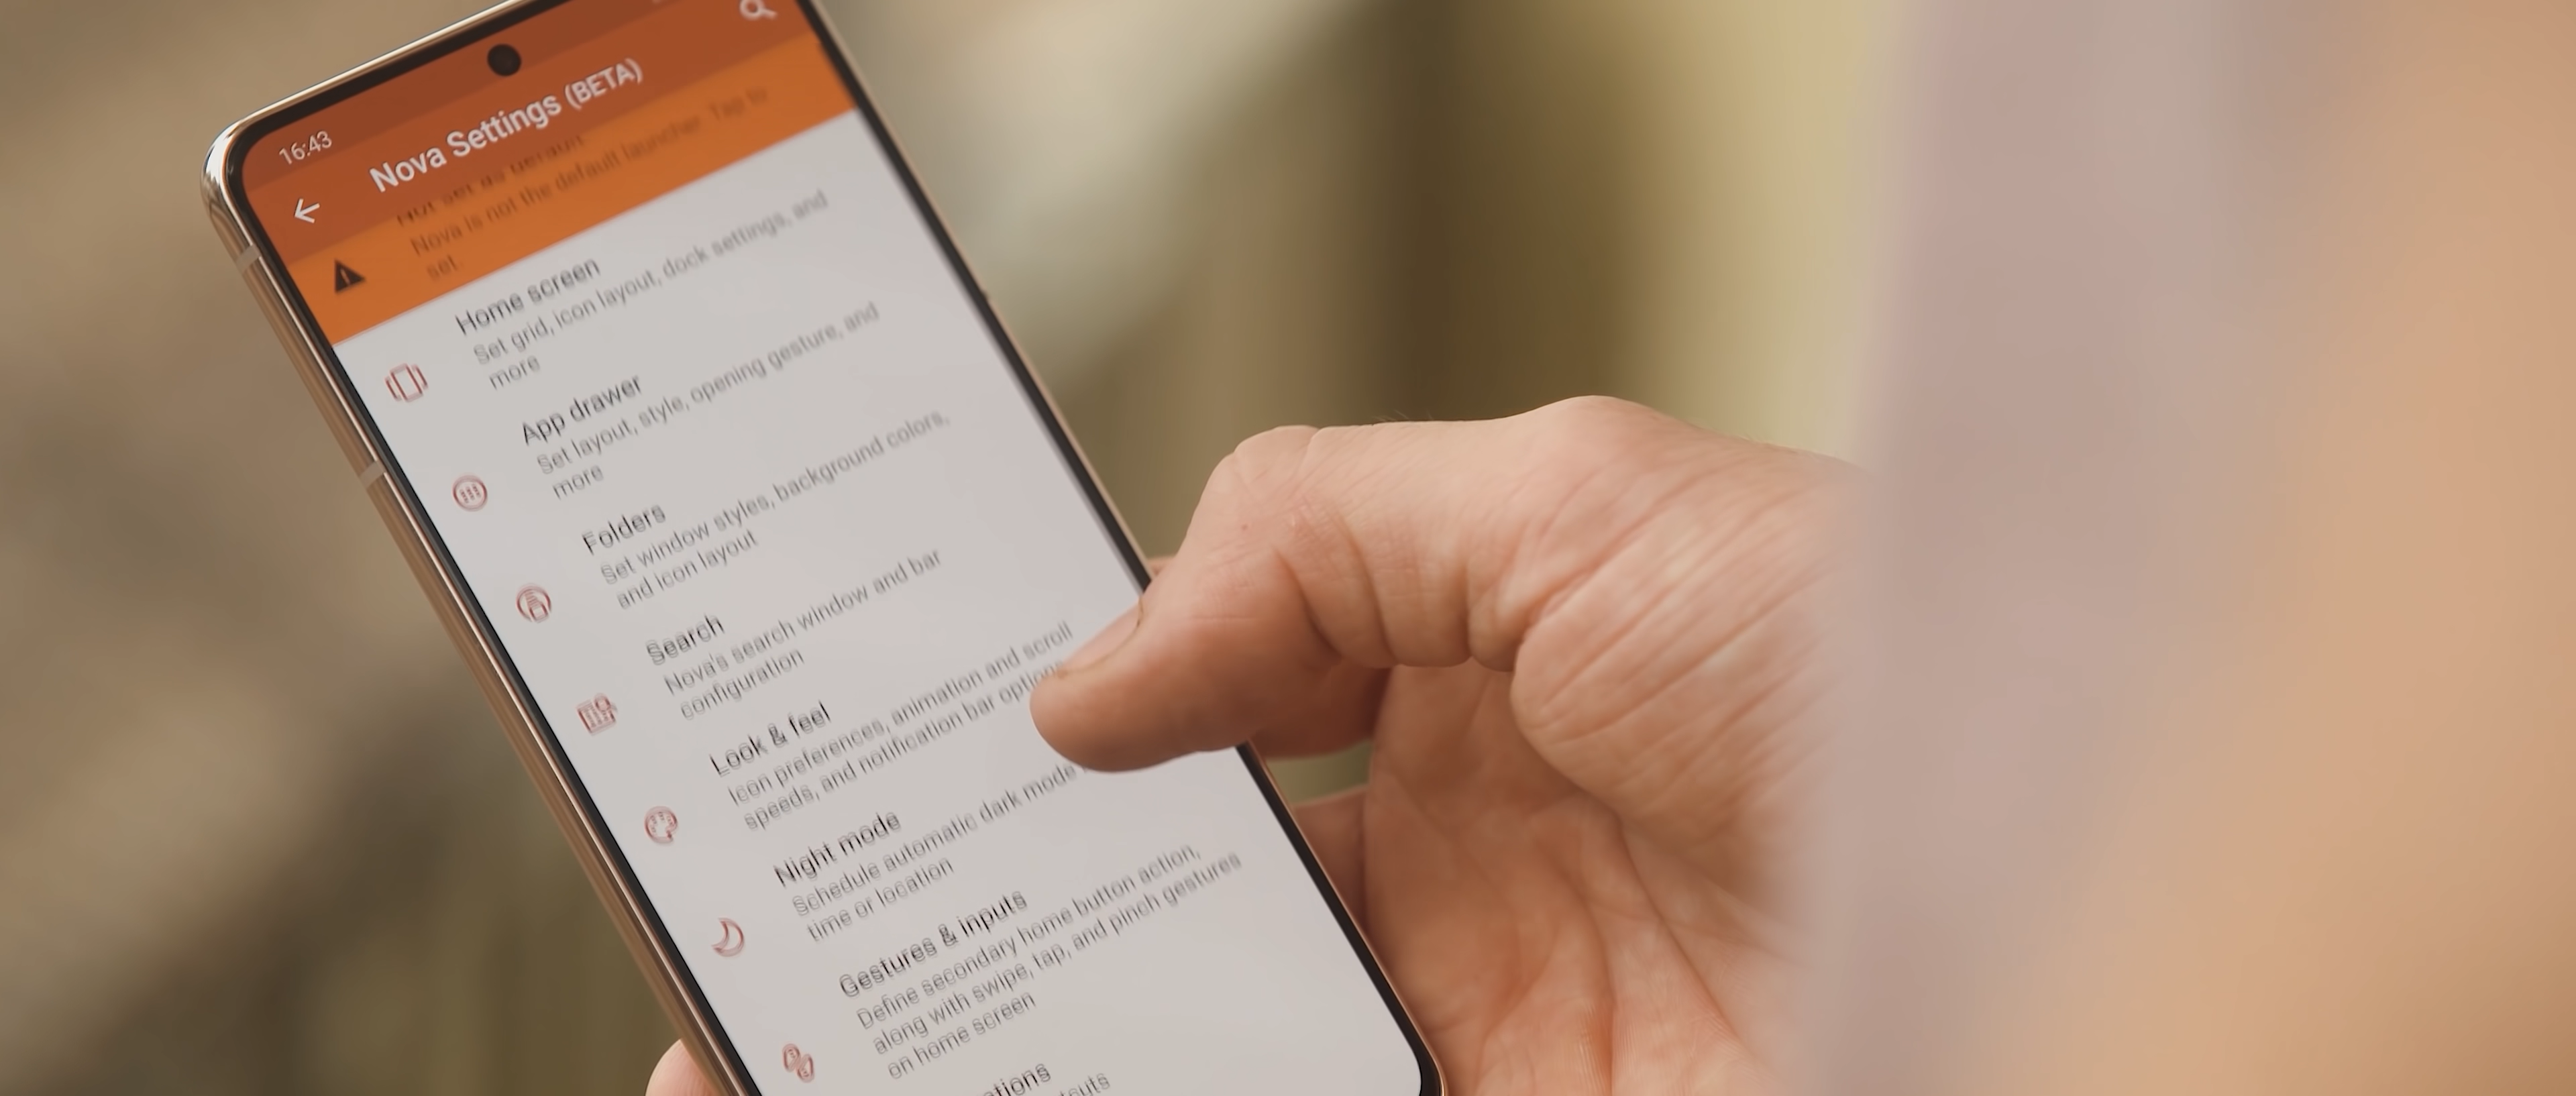 16:43
Nova Settings (BETA)
Not set as default
Nova is not the default launcher. Tap to
set.
Home screen
Set grid, icon layout, dock settings, and
more
App drawer
Set layout, style, opening gesture, and
more
Folders
Set window styles, background colors,
and icon layout
Search
Nova's search window and bar
configuration
Look & feel
Icon preferences, animation and scroll
speeds, and notification bar options
Night mode
Schedule automatic dark mode
time or location
Gestures & inputs
Define secondary home button action,
along with swipe, tap, and pinch gestures
on home screen